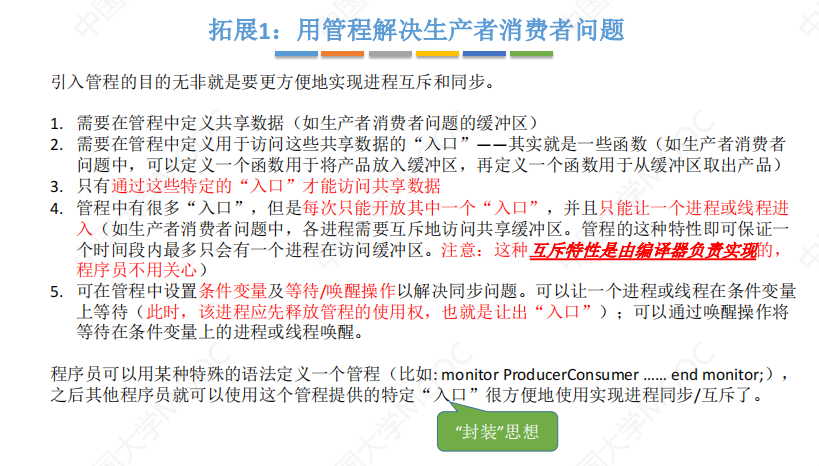 拓展1：用管程解决生产者消费者问题
引入管程的目的无非就是要更方便地实现进程互斥和同步。
1. 需要在管程中定义共享数据（如生产者消费者问题的缓冲区）
2. 需要在管程中定义用于访问这些共享数据的“入口”——其实就是一些函数（如生产者消费者
问题中，可以定义一个函数用于将产品放入缓冲区，再定义一个函数用于从缓冲区取出产品）
3. 只有通过这些特定的“入口”才能访问共享数据
4. 管程中有很多“入口”，但是每次只能开放其中一个“入口”，并且只能让一个进程或线程进
入（如生产者消费者问题中，各进程需要互斥地访问共享缓冲区。管程的这种特性即可保证一
个时间段内最多只会有一个进程在访问缓冲区。注意：这种互斥特性是由编译器负责实现的，
程序员不用关心）
5. 可在管程中设置条件变量及等待/唤醒操作以解决同步问题。可以让一个进程或线程在条件变量
上等待（此时，该进程应先释放管程的使用权，也就是让出“入口”）；可以通过唤醒操作将
等待在条件变量上的进程或线程唤醒。
程序员可以用某种特殊的语法定义一个管程（比如: monitor ProducerConsumer …… end monitor;），
之后其他程序员就可以使用这个管程提供的特定“入口”很方便地使用实现进程同步/互斥了。
“封装”思想